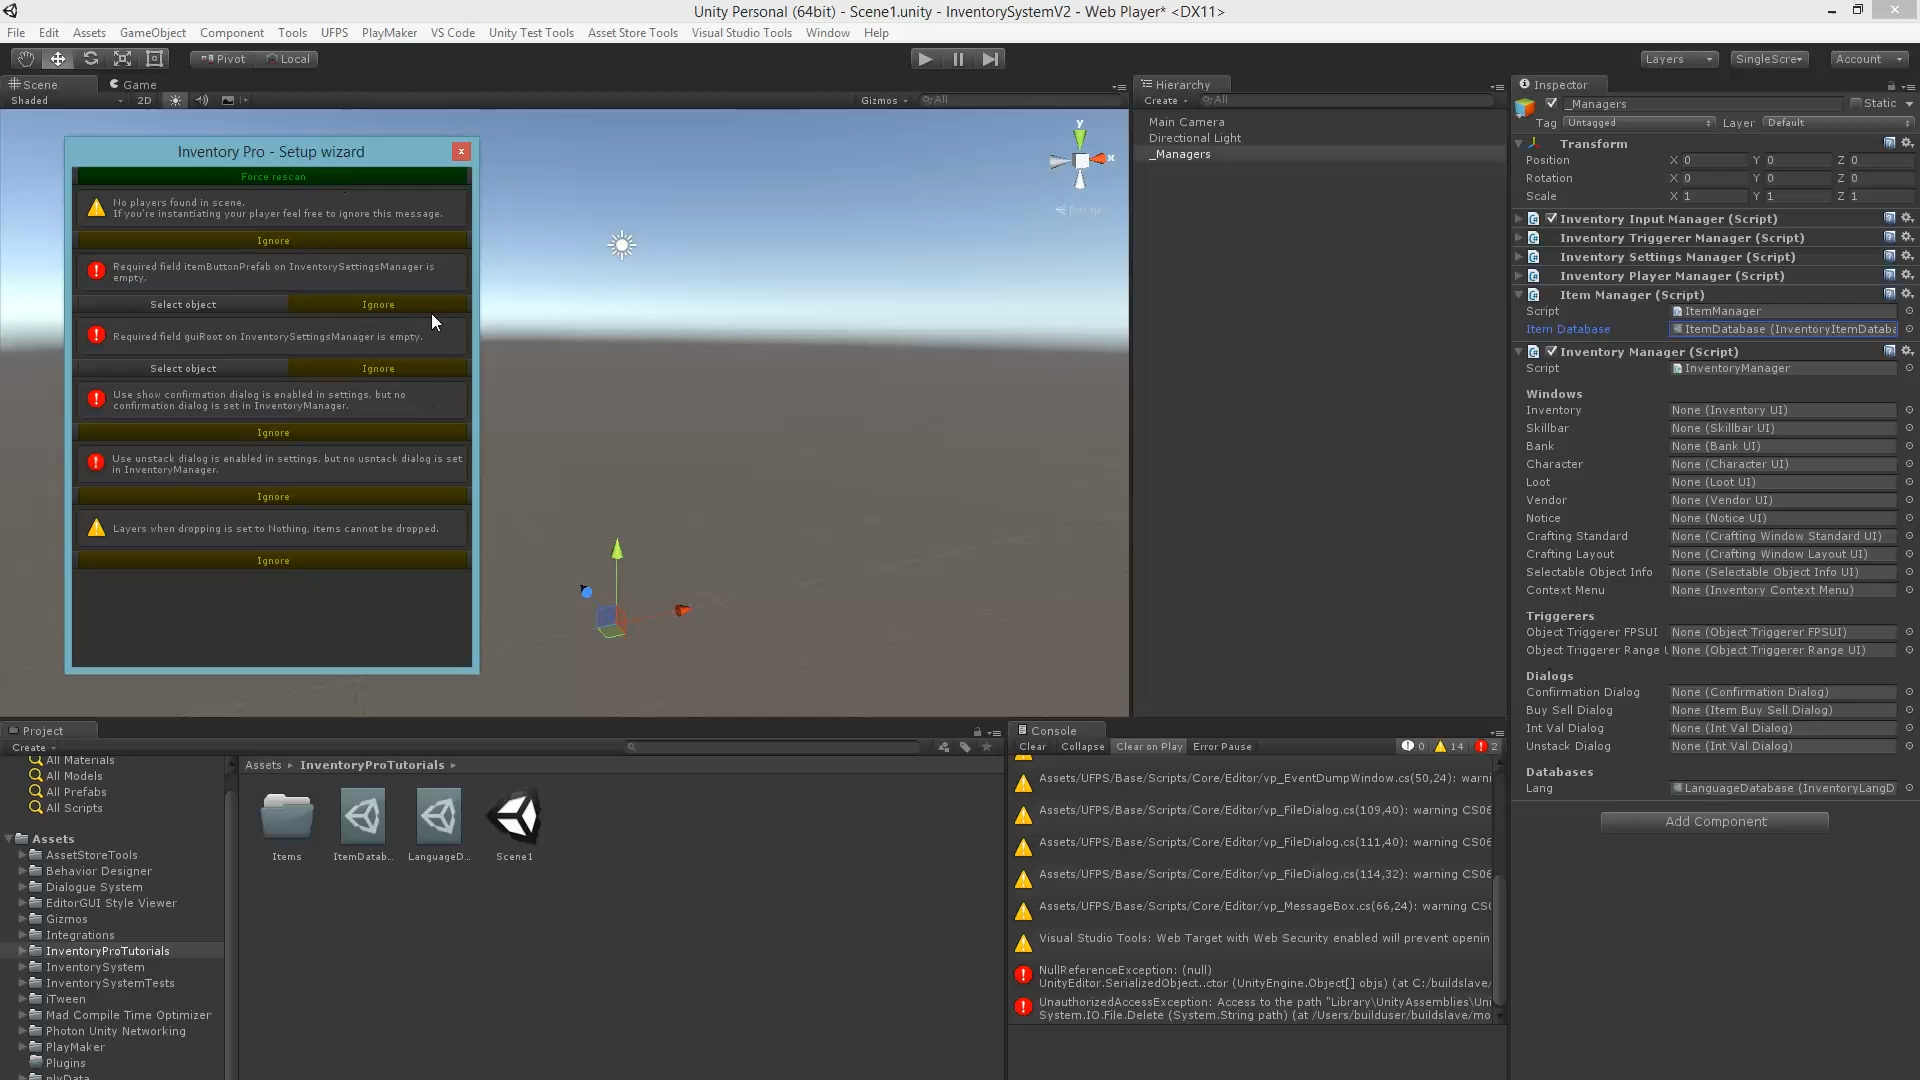 Unity Personal (64bit) - Scene1.unity - InventorySystemV2 - Web Player* <DX11>
File Edit Assets GameObject Component Tools UFPS PlayMaker VS Code Unity Test Tools Asset Store Tools Visual Studio Tools Window Help
Pivot Local Layers SingleScre Account
Scene Game
Shaded 2D Gizmos All
Inventory Pro - Setup wizard
Force rescan
No players found in scene.
If you're instantiating your player feel free to ignore this message.
Ignore
Required field itemButtonPrefab on InventorySettingsManager is
empty.
Select object Ignore
Required field guiRoot on InventorySettingsManager is empty.
Select object Ignore
Use show confirmation dialog is enabled in settings, but no
confirmation dialog is set in InventoryManager.
Ignore
Use unstack dialog is enabled in settings, but no usntack dialog is set
in InventoryManager.
Ignore
Layers when dropping is set to Nothing, items cannot be dropped.
Ignore
y
x
Persp
Hierarchy
Create All
Main Camera
Directional Light
_Managers
Inspector
_Managers Static
Tag Untagged Layer Default
Transform
Position X 0 Y 0 Z 0
Rotation X 0 Y 0 Z 0
Scale X 1 Y 1 Z 1
Inventory Input Manager (Script)
Inventory Triggerer Manager (Script)
Inventory Settings Manager (Script)
Inventory Player Manager (Script)
Item Manager (Script)
Script ItemManager
Item Database ItemDatabase (InventoryItemDataba
Inventory Manager (Script)
Script InventoryManager
Windows
Inventory None (Inventory UI)
Skillbar None (Skillbar UI)
Bank None (Bank UI)
Character None (Character UI)
Loot None (Loot UI)
Vendor None (Vendor UI)
Notice None (Notice UI)
Crafting Standard None (Crafting Window Standard UI)
Crafting Layout None (Crafting Window Layout UI)
Selectable Object Info None (Selectable Object Info UI)
Context Menu None (Inventory Context Menu)
Triggerers
Object Triggerer FPSUI None (Object Triggerer FPSUI)
Object Triggerer Range U None (Object Triggerer Range UI)
Dialogs
Confirmation Dialog None (Confirmation Dialog)
Buy Sell Dialog None (Item Buy Sell Dialog)
Int Val Dialog None (Int Val Dialog)
Unstack Dialog None (Int Val Dialog)
Databases
Lang LanguageDatabase (InventoryLangD
Add Component
Project
Create
All Materials
All Models
All Prefabs
All Scripts
Assets
AssetStoreTools
Behavior Designer
Dialogue System
EditorGUI Style Viewer
Gizmos
Integrations
InventoryProTutorials
InventorySystem
InventorySystemTests
iTween
Mad Compile Time Optimizer
Photon Unity Networking
PlayMaker
Plugins
plyData
Assets InventoryProTutorials
Items ItemDatab... LanguageD... Scene1
Console
Clear Collapse Clear on Play Error Pause 0 14 2
Assets/UFPS/Base/Scripts/Core/Editor/vp_EventDumpWindow.cs(50,24): warni
Assets/UFPS/Base/Scripts/Core/Editor/vp_FileDialog.cs(109,40): warning CS06
Assets/UFPS/Base/Scripts/Core/Editor/vp_FileDialog.cs(111,40): warning CS06
Assets/UFPS/Base/Scripts/Core/Editor/vp_FileDialog.cs(114,32): warning CS06
Assets/UFPS/Base/Scripts/Core/Editor/vp_MessageBox.cs(66,24): warning CS0
Visual Studio Tools: Web Target with Web Security enabled will prevent openin
NullReferenceException: (null)
UnityEditor.SerializedObject..ctor (UnityEngine.Object[] objs) (at C:/buildslave/
UnauthorizedAccessException: Access to the path "Library\UnityAssemblies\Uni
System.IO.File.Delete (System.String path) (at /Users/builduser/buildslave/mo